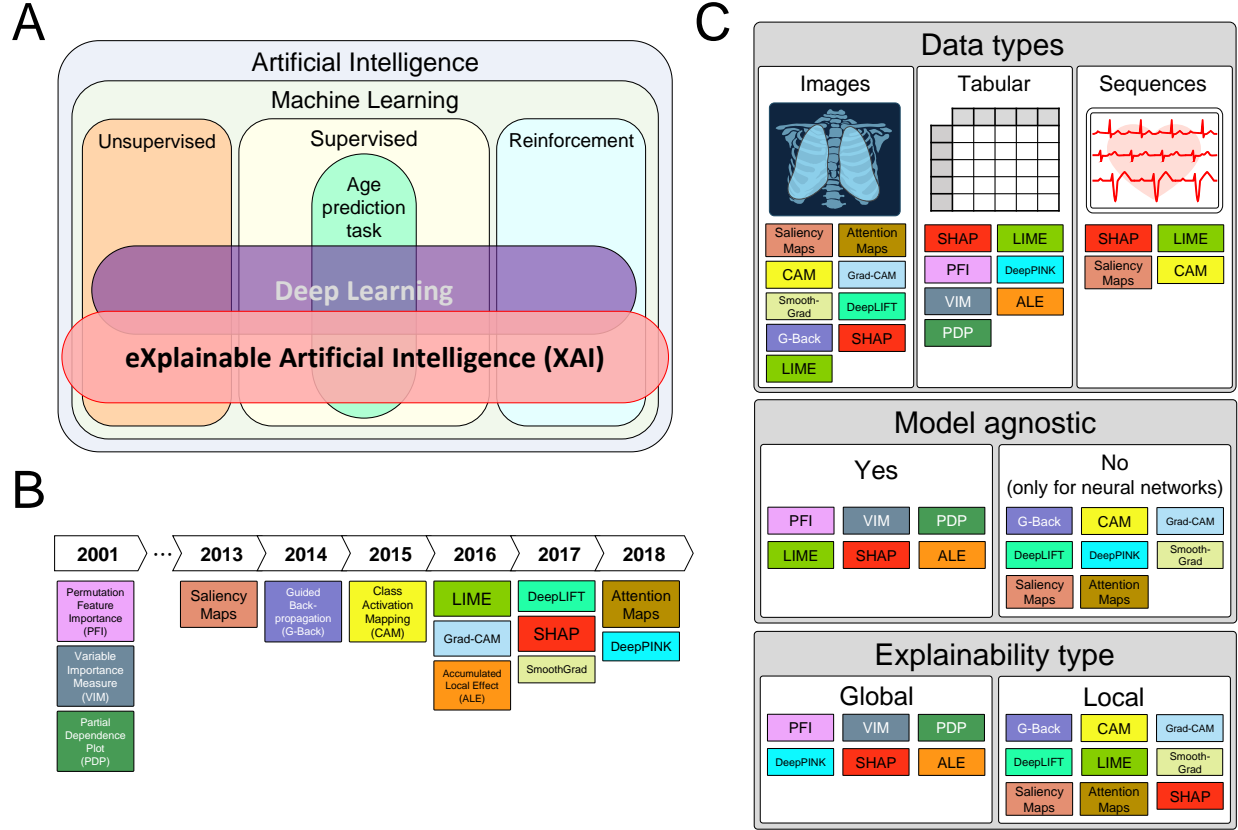 A
Artificial Intelligence
Machine Learning
Unsupervised
Supervised
Reinforcement
Age
prediction
task
Deep Learning
eXplainable Artificial Intelligence (XAI)
B
2001 ... 2013 2014 2015 2016 2017 2018
Permutation
Feature
Importance
(PFI)
Variable
Importance
Measure
(VIM)
Partial
Dependence
Plot
(PDP)
Saliency
Maps
Guided
Back-
propagation
(G-Back)
Class
Activation
Mapping
(CAM)
LIME
Grad-CAM
Accumulated
Local Effect
(ALE)
DeepLIFT
SHAP
SmoothGrad
Attention
Maps
DeepPINK
C
Data types
Images
Saliency
Maps
Attention
Maps
CAM
Grad-CAM
Smooth-
Grad
DeepLIFT
G-Back
SHAP
LIME
Tabular
SHAP
LIME
PFI
DeepPINK
VIM
ALE
PDP
Sequences
SHAP
LIME
Saliency
Maps
CAM
Model agnostic
Yes
PFI
VIM
PDP
LIME
SHAP
ALE
No
(only for neural networks)
G-Back
CAM
Grad-CAM
DeepLIFT
DeepPINK
Smooth-
Grad
Saliency
Maps
Attention
Maps
Explainability type
Global
PFI
VIM
PDP
DeepPINK
SHAP
ALE
Local
G-Back
CAM
Grad-CAM
DeepLIFT
LIME
Smooth-
Grad
Saliency
Maps
Attention
Maps
SHAP